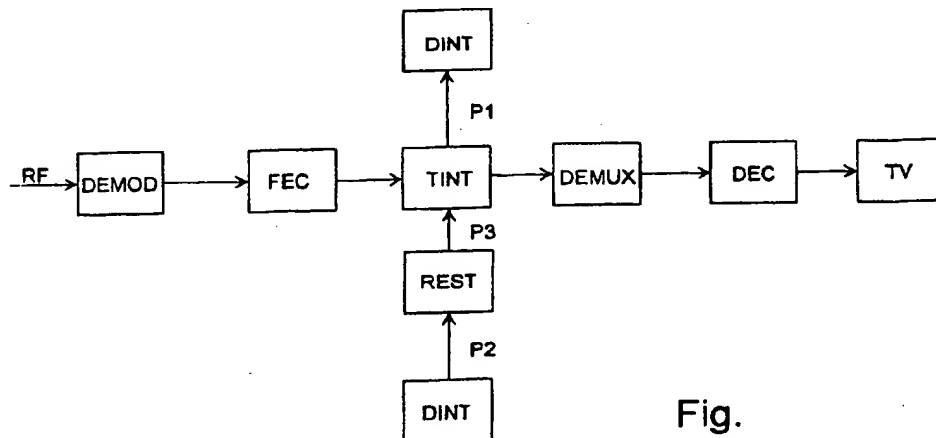 DINT
P1
RF
DEMOD
FEC
TINT
DEMUX
DEC
TV
P3
REST
P2
DINT
Fig.